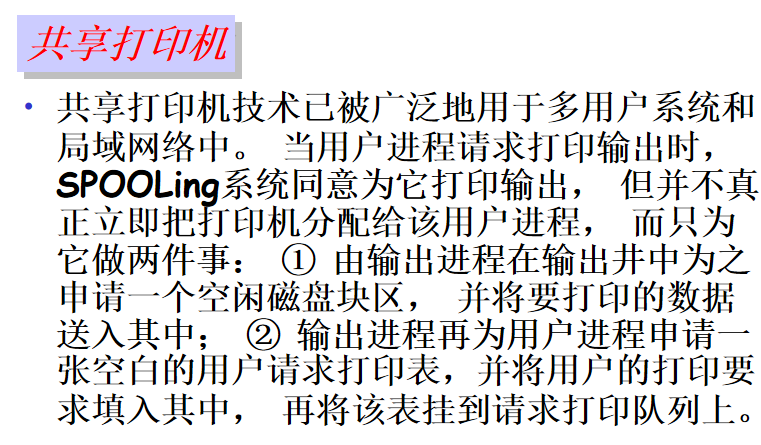 共享打印机
• 共享打印机技术已被广泛地用于多用户系统和
局域网络中。 当用户进程请求打印输出时，
SPOOLing系统同意为它打印输出， 但并不真
正立即把打印机分配给该用户进程， 而只为
它做两件事： ① 由输出进程在输出井中为之
申请一个空闲磁盘块区， 并将要打印的数据
送入其中； ② 输出进程再为用户进程申请一
张空白的用户请求打印表，并将用户的打印要
求填入其中， 再将该表挂到请求打印队列上。